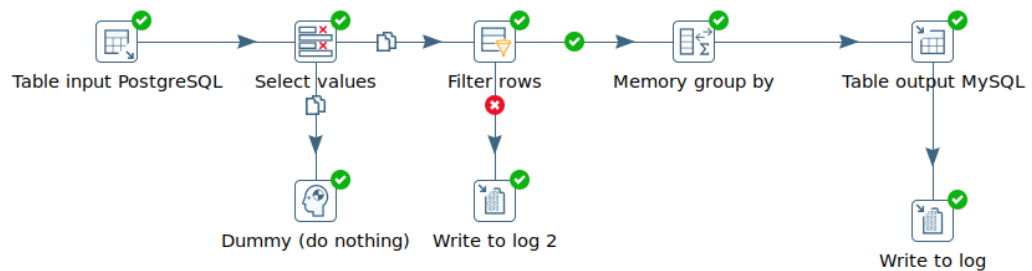 Table input PostgreSQL
Select values
Filter rows
Memory group by
Table output MySQL
Dummy (do nothing)
Write to log 2
Write to log